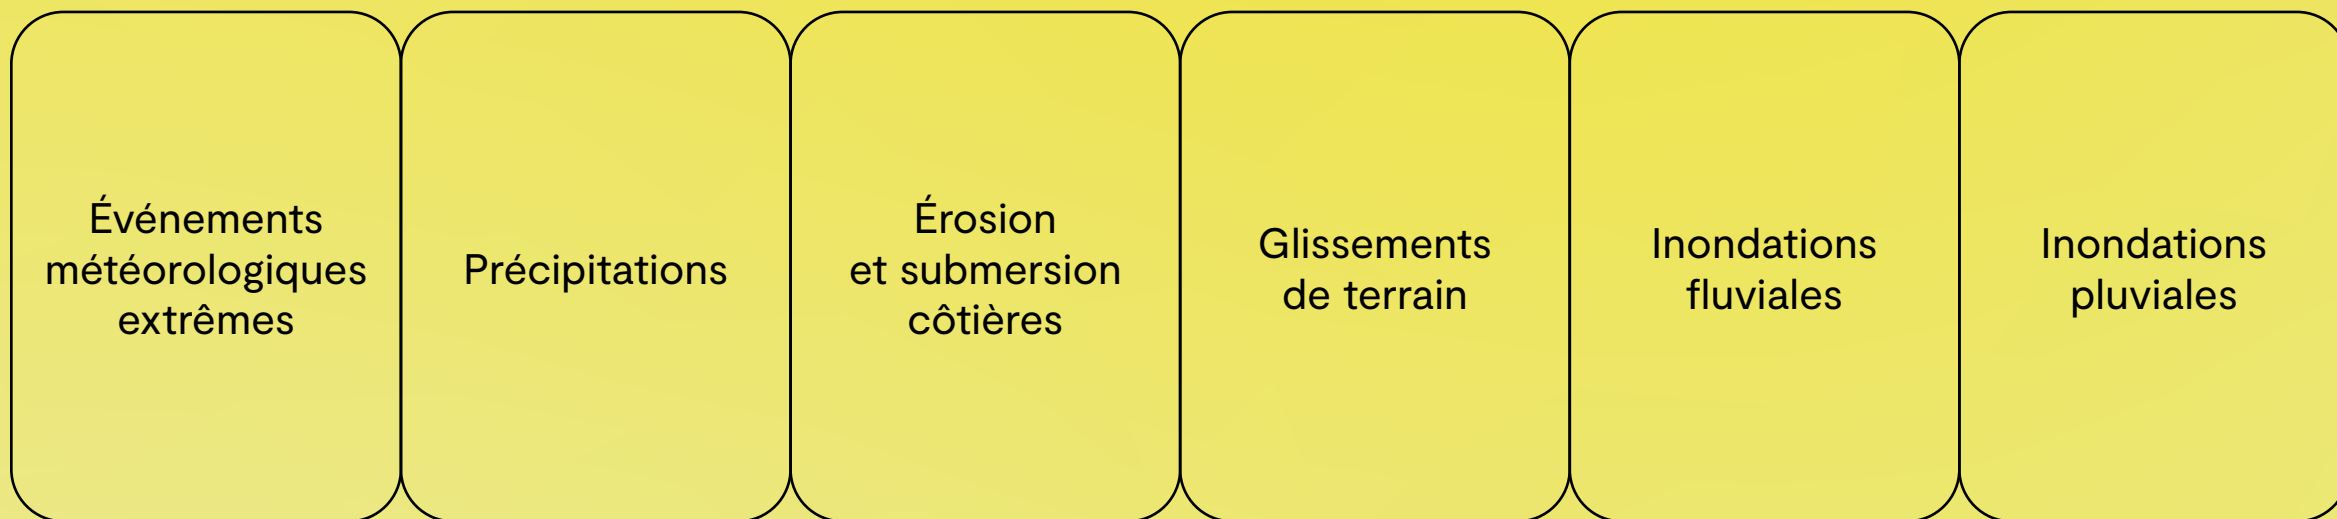 Événements
météorologiques
extrêmes
Précipitations
Érosion
et submersion
côtières
Glissements
de terrain
Inondations
fluviales
Inondations
pluviales